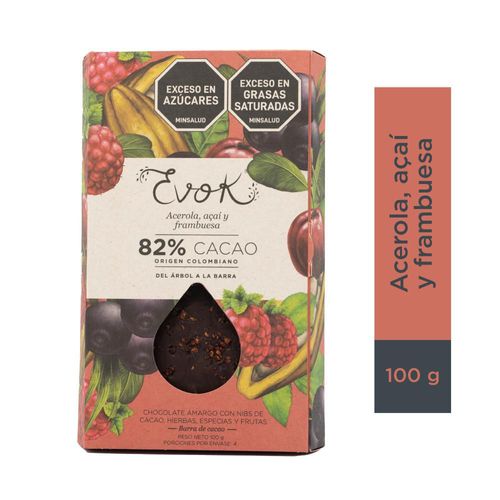 EXCESO EN
AZÚCARES
MINSALUD
EXCESO EN
GRASAS
SATURADAS
MINSALUD
Evok
Acerola, açaí y
frambuesa
82% CACAO
ORIGEN COLOMBIANO
DEL ÁRBOL A LA BARRA
CHOCOLATE AMARGO CON NIBS DE
CACAO, HIERBAS, ESPECIAS Y FRUTAS
Barra de cacao
PESO NETO 100 g
PORCIONES POR ENVASE: 4
Acerola, açaí
y frambuesa
100 g